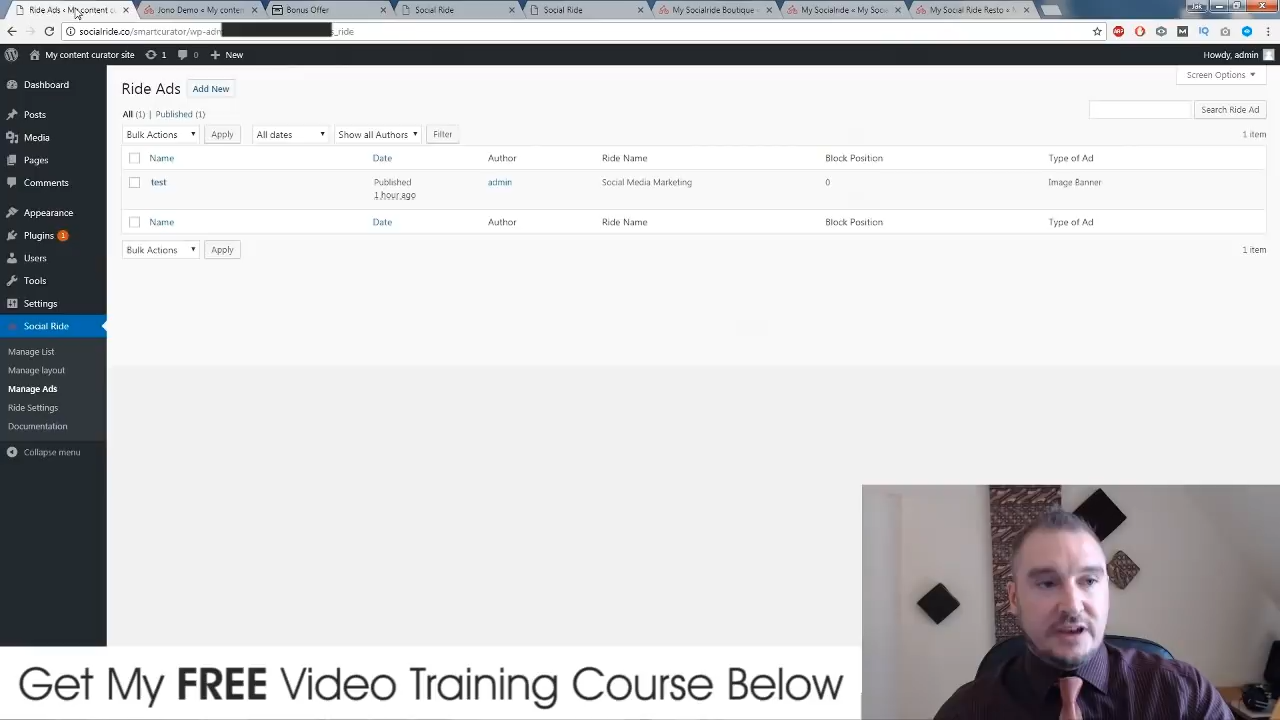 Ride Ads ‹ My content cu
Jono Demo « My conten
Bonus Offer
Social Ride
Social Ride
My Socialride Boutique -
My Socialride « My Soci
My Social Ride Resto « M
socialride.co/smartcurator/wp-adm
s_ride
My content curator site
1
0
New
Howdy, admin
Dashboard
Posts
Media
Pages
Comments
Appearance
Plugins 1
Users
Tools
Settings
Social Ride
Manage List
Manage layout
Manage Ads
Ride Settings
Documentation
Collapse menu
Ride Ads Add New
Screen Options
All (1) | Published (1)
Search Ride Ad
Bulk Actions Apply All dates Show all Authors Filter
1 item
Name Date Author Ride Name Block Position Type of Ad
test Published admin Social Media Marketing 0 Image Banner
1 hour ago
Name Date Author Ride Name Block Position Type of Ad
Bulk Actions Apply
1 item
Get My FREE Video Training Course Below